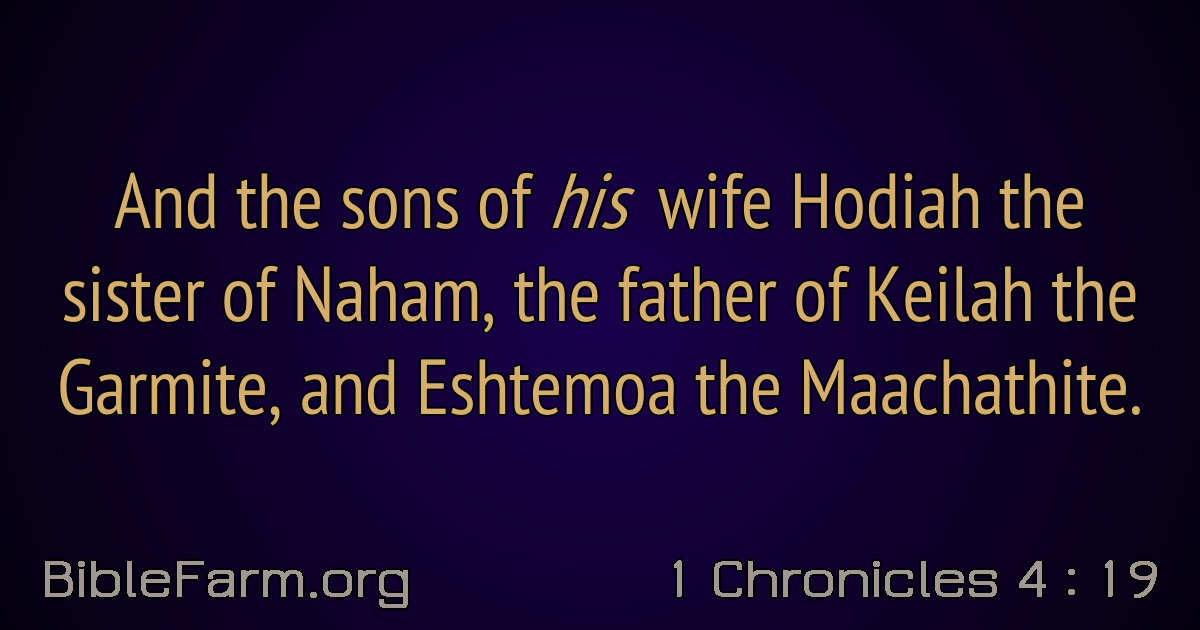 And the sons of his wife Hodiah the
sister of Naham, the father of Keilah the
Garmite, and Eshtemoa the Maachathite.
BibleFarm.org
1 Chronicles 4 : 19